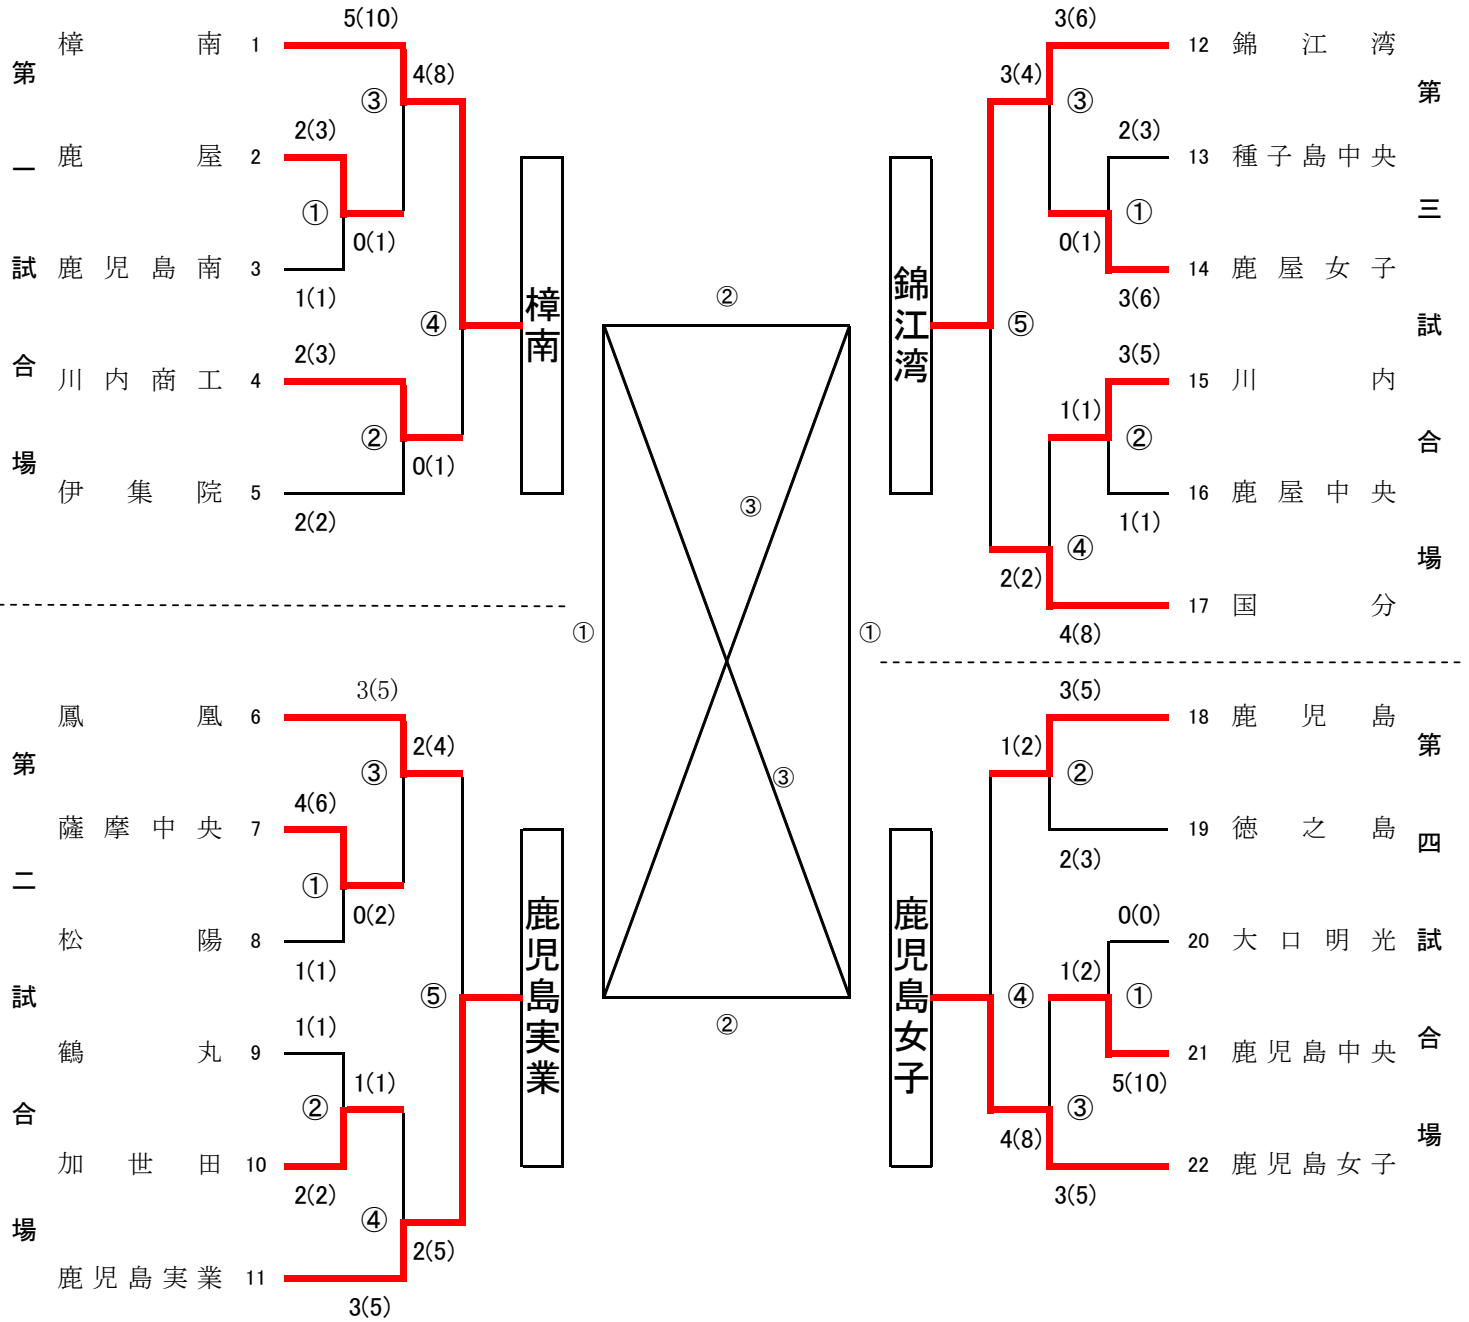 第一試合場
5(10)
樟南 1
4(8)
③
2(3)
鹿屋 2
①
0(1)
鹿児島南 3
1(1)
④
樟南
2(3)
川内商工 4
②
0(1)
伊集院 5
2(2)
第二試合場
3(5)
鳳凰 6
2(4)
③
4(6)
薩摩中央 7
①
0(2)
松陽 8
1(1)
⑤
鹿児島実業
1(1)
鶴丸 9
1(1)
②
加世田 10
2(2)
④
2(5)
鹿児島実業 11
3(5)
②
③
①
①
③
②
第三試合場
3(6)
12 錦江湾
3(4)
③
2(3)
13 種子島中央
①
0(1)
14 鹿屋女子
3(6)
錦江湾
⑤
3(5)
15 川内
1(1)
②
16 鹿屋中央
1(1)
④
2(2)
17 国分
4(8)
第四試合場
3(5)
18 鹿児島
1(2)
②
19 徳之島
2(3)
鹿児島女子
④
0(0)
20 大口明光
1(2)
①
21 鹿児島中央
5(10)
③
4(8)
22 鹿児島女子
3(5)